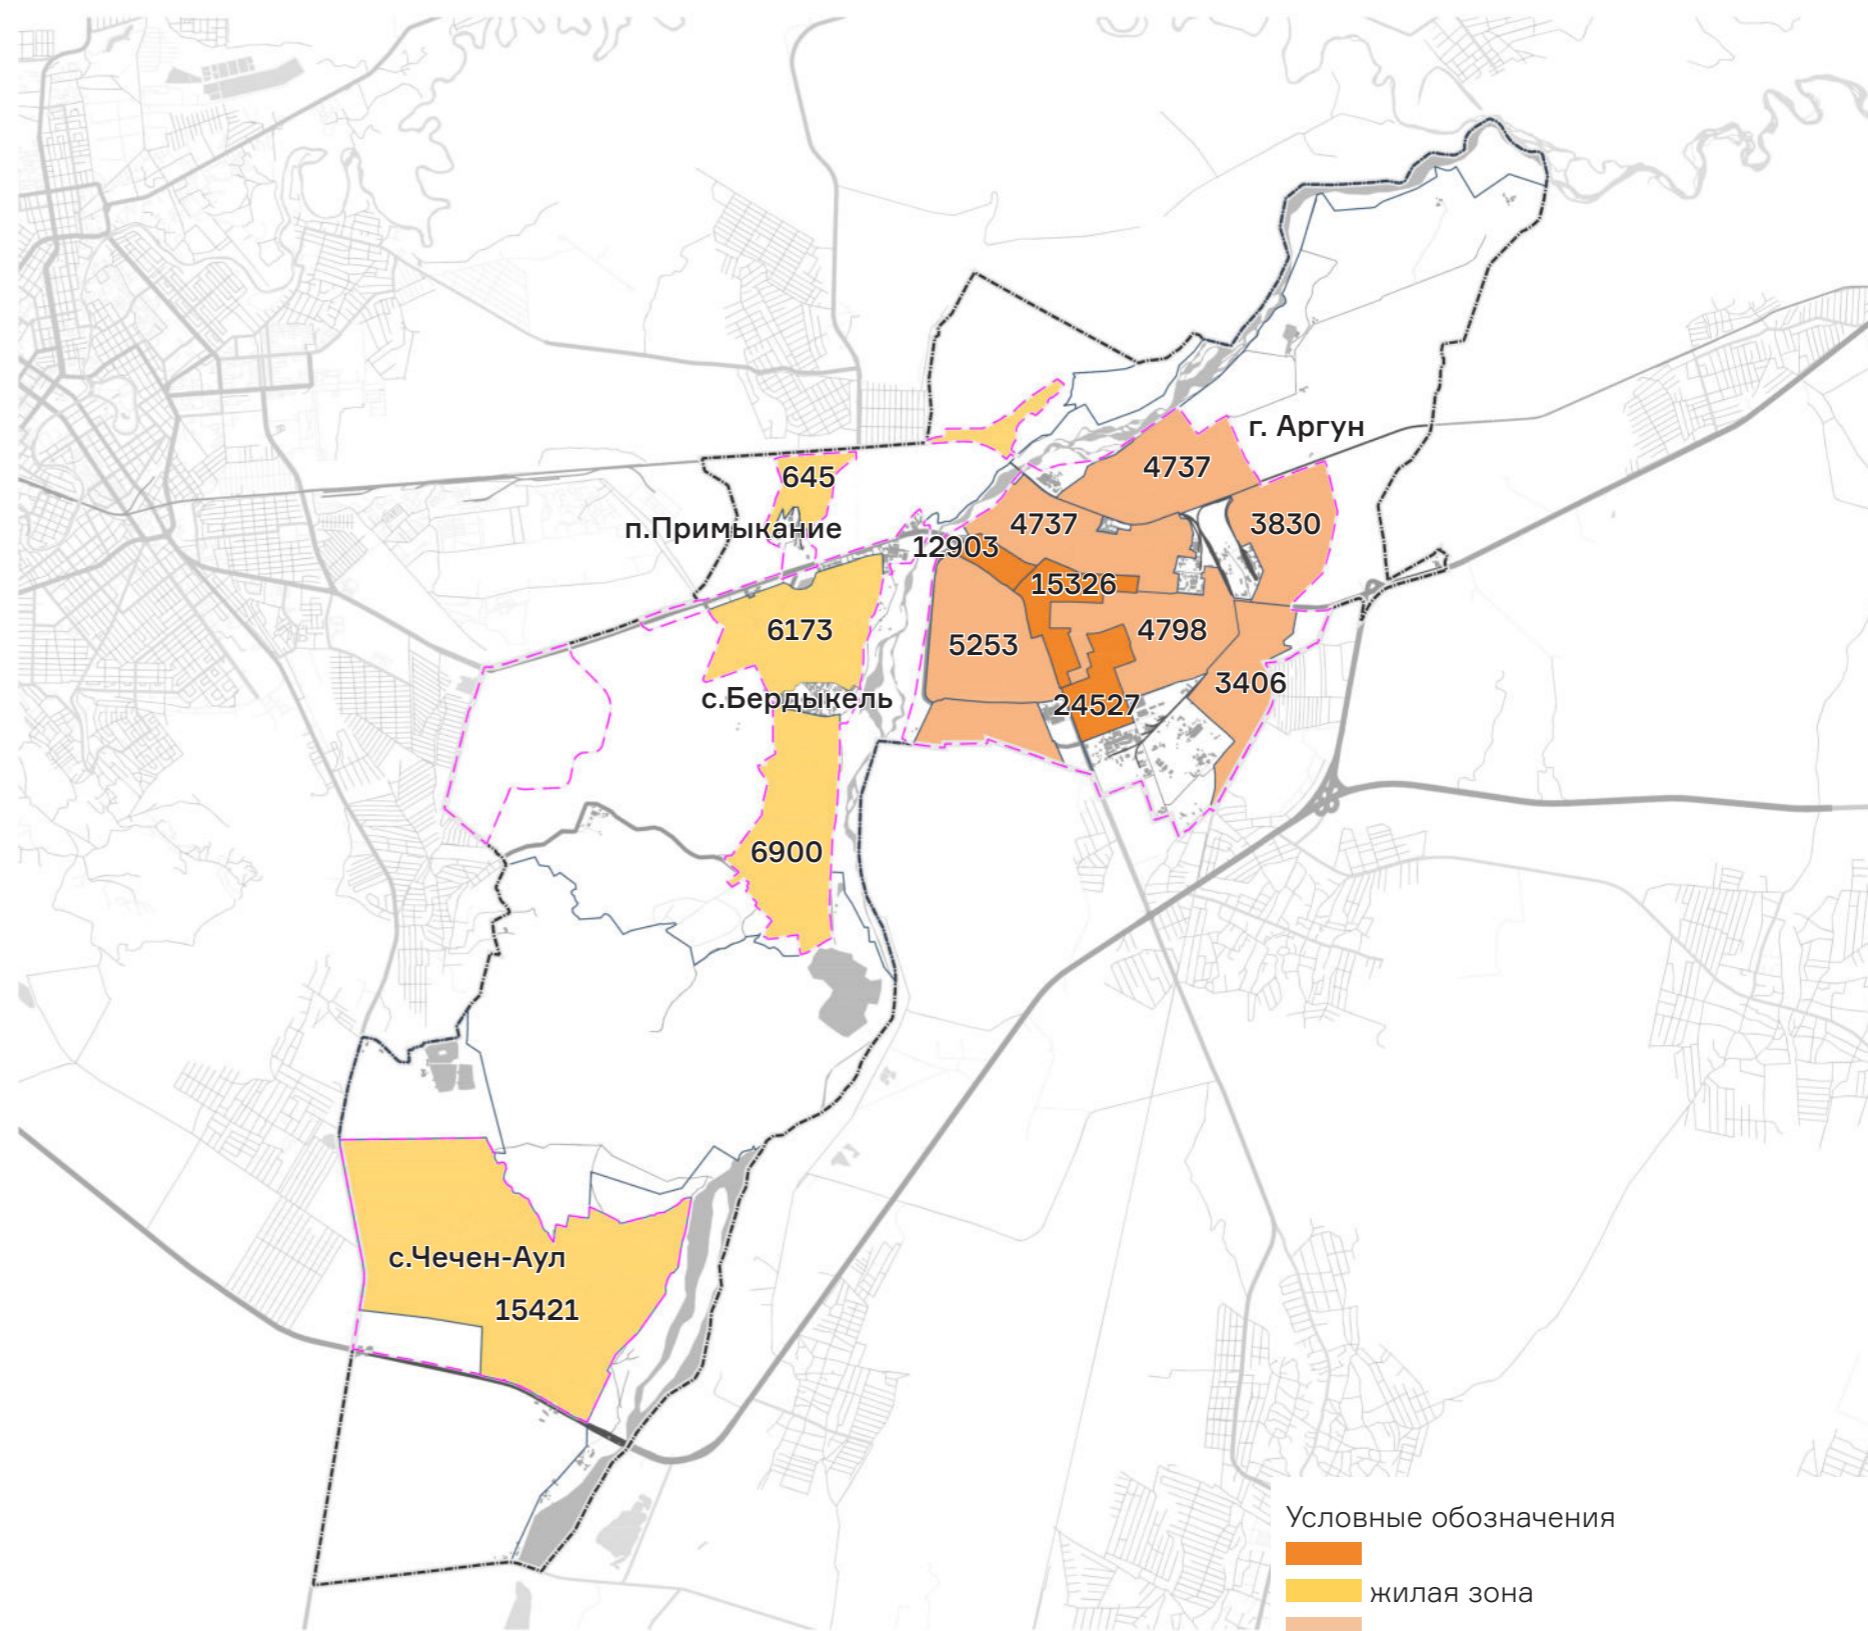 г. Аргун
4737
645
4737
3830
п.Примыкание
12903
15326
6173
4798
5253
3406
с.Бердыкель
24527
6900
с.Чечен-Аул
15421
Условные обозначения
жилая зона